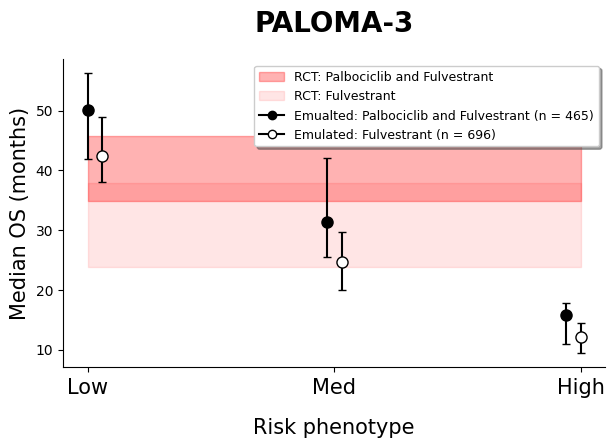 PALOMA-3
RCT: Palbociclib and Fulvestrant
RCT: Fulvestrant
Emualted: Palbociclib and Fulvestrant (n = 465)
Emulated: Fulvestrant (n = 696)
Median OS (months)
50
40
30
20
10
Low
Med
High
Risk phenotype